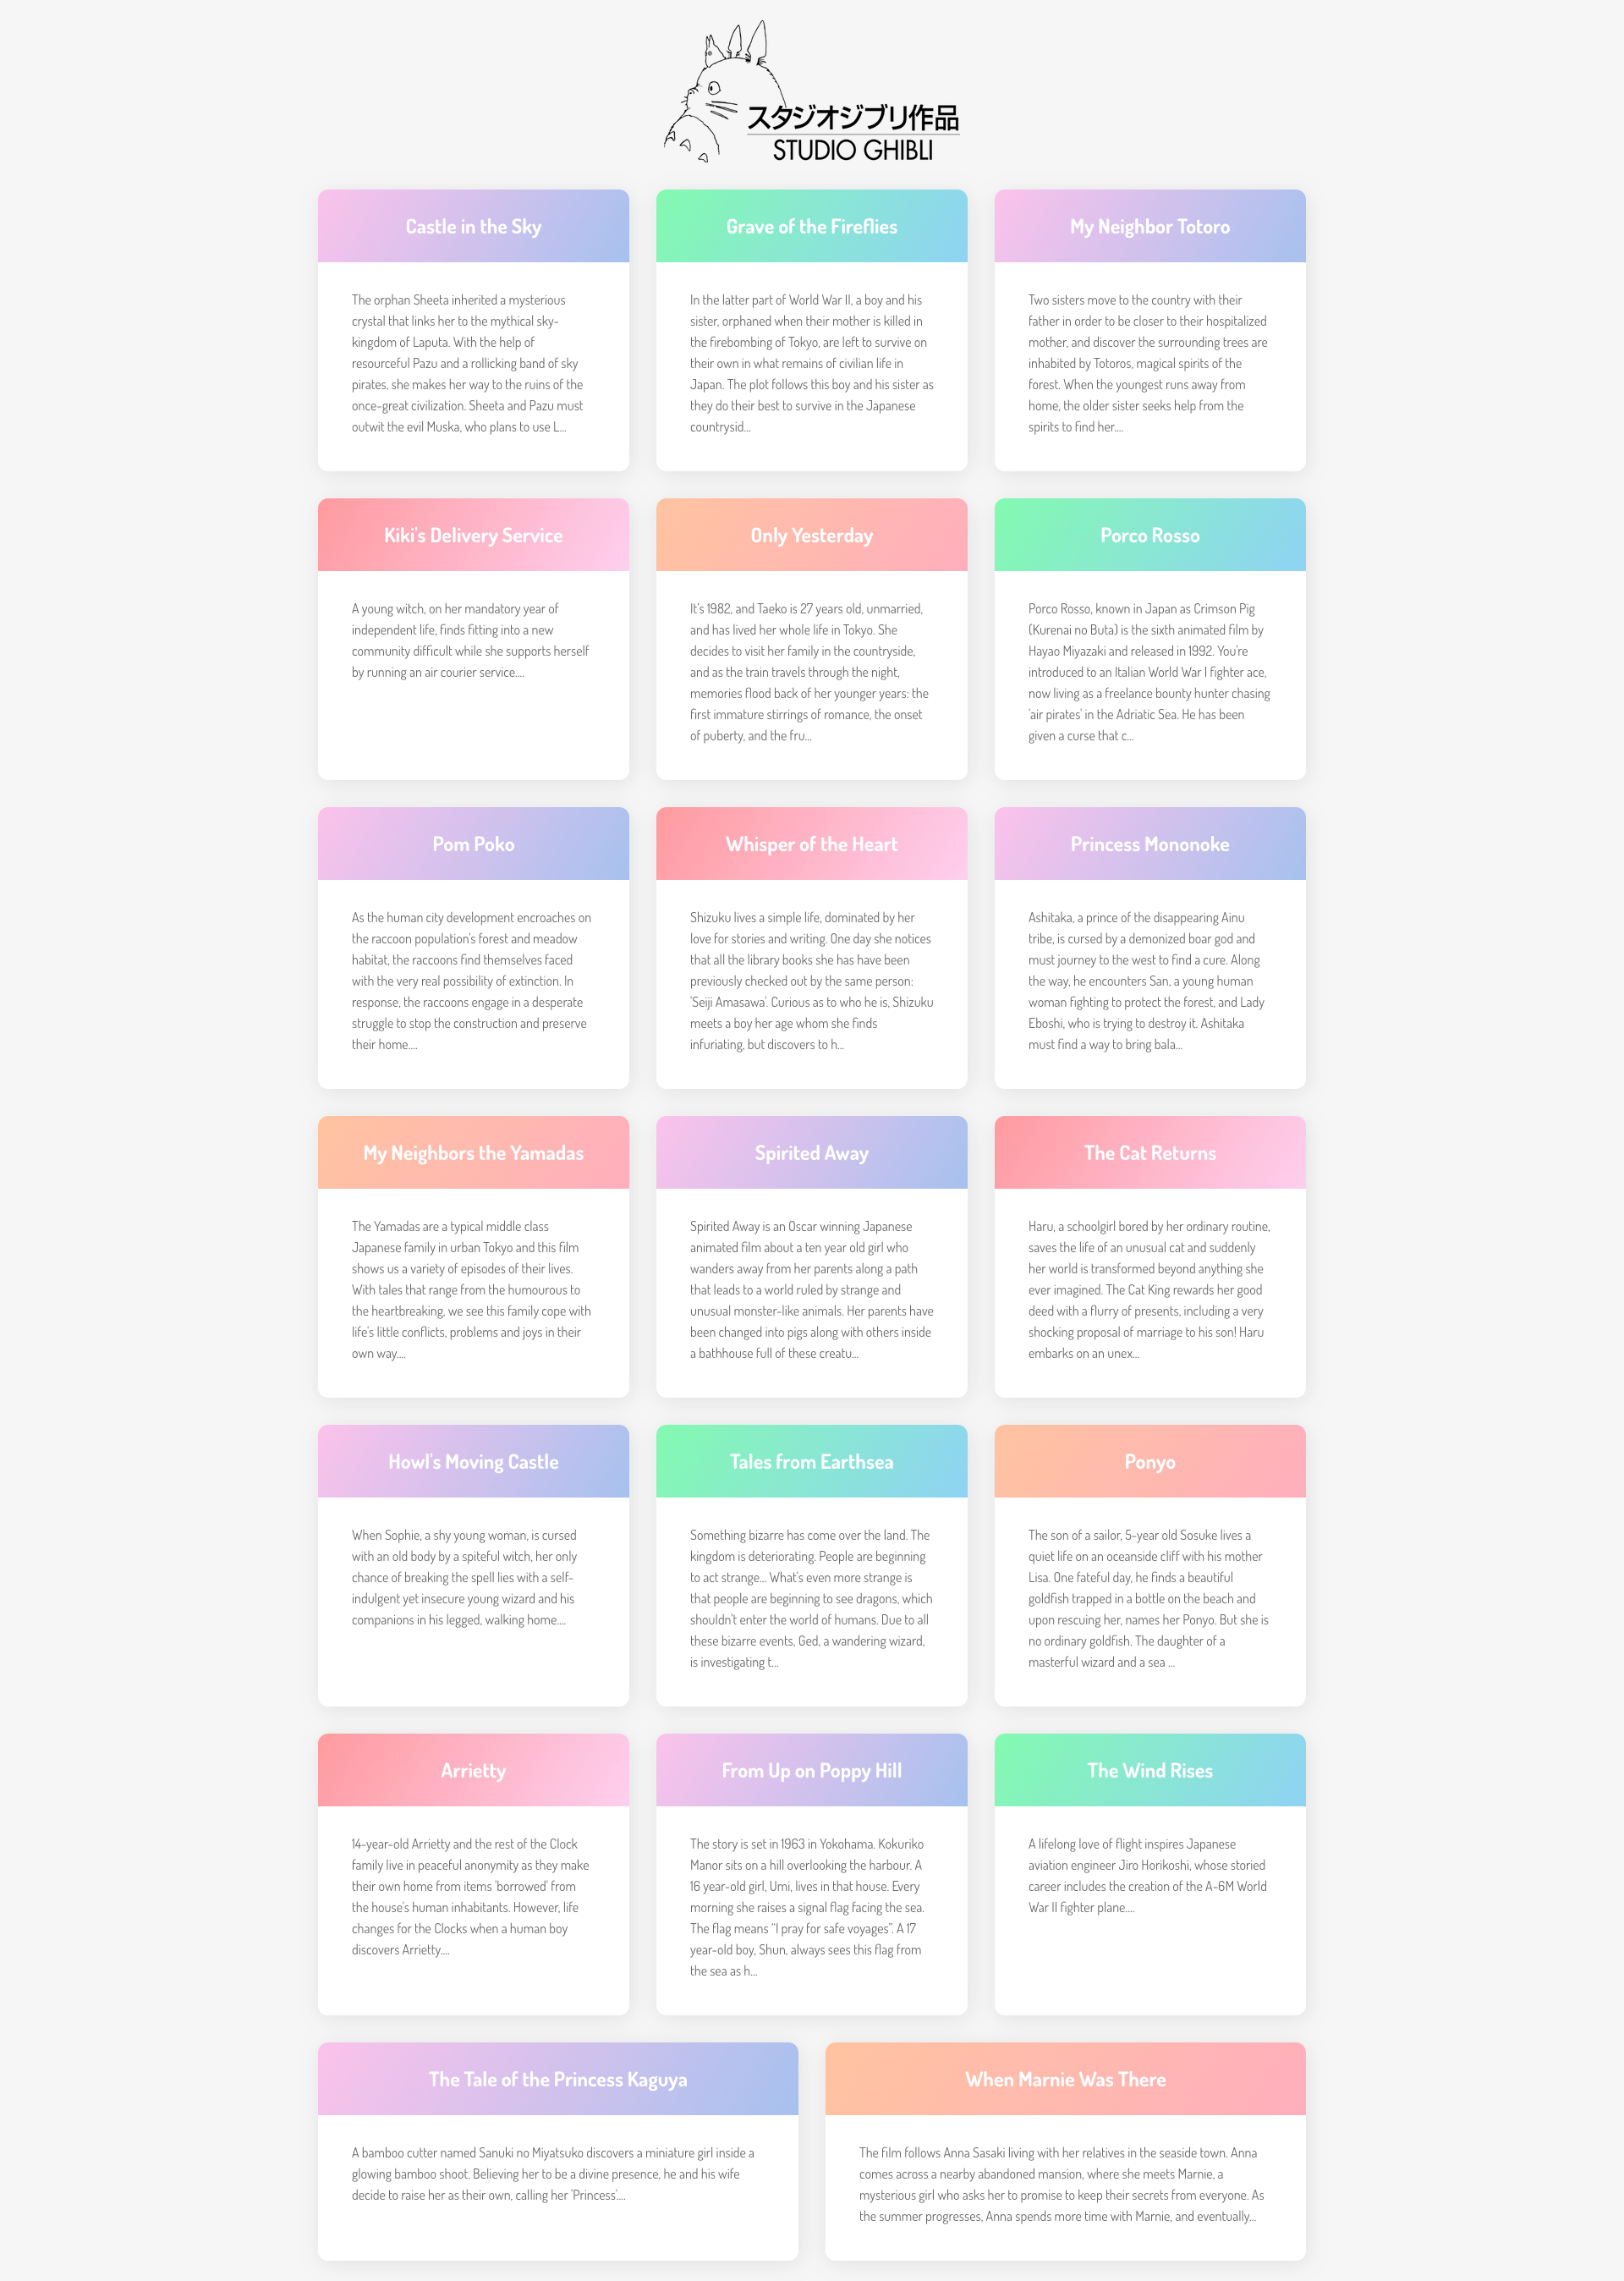 スタジオジブリ作品
STUDIO GHIBLI
Castle in the Sky
The orphan Sheeta inherited a mysterious
crystal that links her to the mythical sky-
kingdom of Laputa. With the help of
resourceful Pazu and a rollicking band of sky
pirates, she makes her way to the ruins of the
once-great civilization. Sheeta and Pazu must
outwit the evil Muska, who plans to use L...
Grave of the Fireflies
In the latter part of World War II, a boy and his
sister, orphaned when their mother is killed in
the firebombing of Tokyo, are left to survive on
their own in what remains of civilian life in
Japan. The plot follows this boy and his sister as
they do their best to survive in the Japanese
countrysid...
My Neighbor Totoro
Two sisters move to the country with their
father in order to be closer to their hospitalized
mother, and discover the surrounding trees are
inhabited by Totoros, magical spirits of the
forest. When the youngest runs away from
home, the older sister seeks help from the
spirits to find her....
Kiki's Delivery Service
A young witch, on her mandatory year of
independent life, finds fitting into a new
community difficult while she supports herself
by running an air courier service....
Only Yesterday
It's 1982, and Taeko is 27 years old, unmarried,
and has lived her whole life in Tokyo. She
decides to visit her family in the countryside,
and as the train travels through the night,
memories flood back of her younger years: the
first immature stirrings of romance, the onset
of puberty, and the fru...
Porco Rosso
Porco Rosso, known in Japan as Crimson Pig
(Kurenai no Buta) is the sixth animated film by
Hayao Miyazaki and released in 1992. You're
introduced to an Italian World War I fighter ace,
now living as a freelance bounty hunter chasing
'air pirates' in the Adriatic Sea. He has been
given a curse that c...
Pom Poko
As the human city development encroaches on
the raccoon population's forest and meadow
habitat, the raccoons find themselves faced
with the very real possibility of extinction. In
response, the raccoons engage in a desperate
struggle to stop the construction and preserve
their home....
Whisper of the Heart
Shizuku lives a simple life, dominated by her
love for stories and writing. One day she notices
that all the library books she has have been
previously checked out by the same person:
'Seiji Amasawa'. Curious as to who he is, Shizuku
meets a boy her age whom she finds
infuriating, but discovers to h...
Princess Mononoke
Ashitaka, a prince of the disappearing Ainu
tribe, is cursed by a demonized boar god and
must journey to the west to find a cure. Along
the way, he encounters San, a young human
woman fighting to protect the forest, and Lady
Eboshi, who is trying to destroy it. Ashitaka
must find a way to bring bala...
My Neighbors the Yamadas
The Yamadas are a typical middle class
Japanese family in urban Tokyo and this film
shows us a variety of episodes of their lives.
With tales that range from the humourous to
the heartbreaking, we see this family cope with
life's little conflicts, problems and joys in their
own way....
Spirited Away
Spirited Away is an Oscar winning Japanese
animated film about a ten year old girl who
wanders away from her parents along a path
that leads to a world ruled by strange and
unusual monster-like animals. Her parents have
been changed into pigs along with others inside
a bathhouse full of these creatu...
The Cat Returns
Haru, a schoolgirl bored by her ordinary routine,
saves the life of an unusual cat and suddenly
her world is transformed beyond anything she
ever imagined. The Cat King rewards her good
deed with a flurry of presents, including a very
shocking proposal of marriage to his son! Haru
embarks on an unex...
Howl's Moving Castle
When Sophie, a shy young woman, is cursed
with an old body by a spiteful witch, her only
chance of breaking the spell lies with a self-
indulgent yet insecure young wizard and his
companions in his legged, walking home....
Tales from Earthsea
Something bizarre has come over the land. The
kingdom is deteriorating. People are beginning
to act strange... What's even more strange is
that people are beginning to see dragons, which
shouldn't enter the world of humans. Due to all
these bizarre events, Ged, a wandering wizard,
is investigating t...
Ponyo
The son of a sailor, 5-year old Sosuke lives a
quiet life on an oceanside cliff with his mother
Lisa. One fateful day, he finds a beautiful
goldfish trapped in a bottle on the beach and
upon rescuing her, names her Ponyo. But she is
no ordinary goldfish. The daughter of a
masterful wizard and a sea ...
Arrietty
14-year-old Arrietty and the rest of the Clock
family live in peaceful anonymity as they make
their own home from items 'borrowed' from
the house's human inhabitants. However, life
changes for the Clocks when a human boy
discovers Arrietty....
From Up on Poppy Hill
The story is set in 1963 in Yokohama. Kokuriko
Manor sits on a hill overlooking the harbour. A
16 year-old girl, Umi, lives in that house. Every
morning she raises a signal flag facing the sea.
The flag means “I pray for safe voyages”. A 17
year-old boy, Shun, always sees this flag from
the sea as h...
The Wind Rises
A lifelong love of flight inspires Japanese
aviation engineer Jiro Horikoshi, whose storied
career includes the creation of the A-6M World
War II fighter plane....
The Tale of the Princess Kaguya
A bamboo cutter named Sanuki no Miyatsuko discovers a miniature girl inside a
glowing bamboo shoot. Believing her to be a divine presence, he and his wife
decide to raise her as their own, calling her 'Princess'....
When Marnie Was There
The film follows Anna Sasaki living with her relatives in the seaside town. Anna
comes across a nearby abandoned mansion, where she meets Marnie, a
mysterious girl who asks her to promise to keep their secrets from everyone. As
the summer progresses, Anna spends more time with Marnie, and eventually...